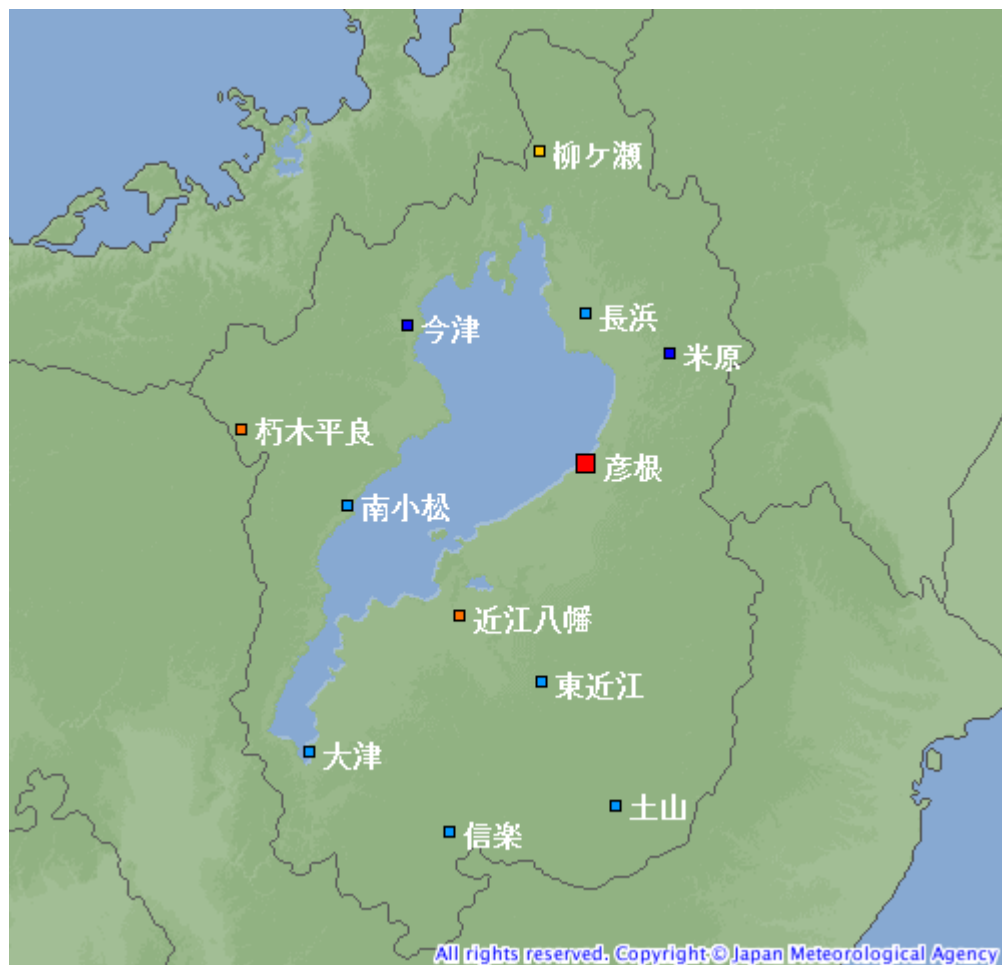 柳ケ瀬
長浜
今津
米原
朽木平良
彦根
南小松
近江八幡
東近江
大津
土山
信楽
All rights reserved. Copyright © Japan Meteorological Agency